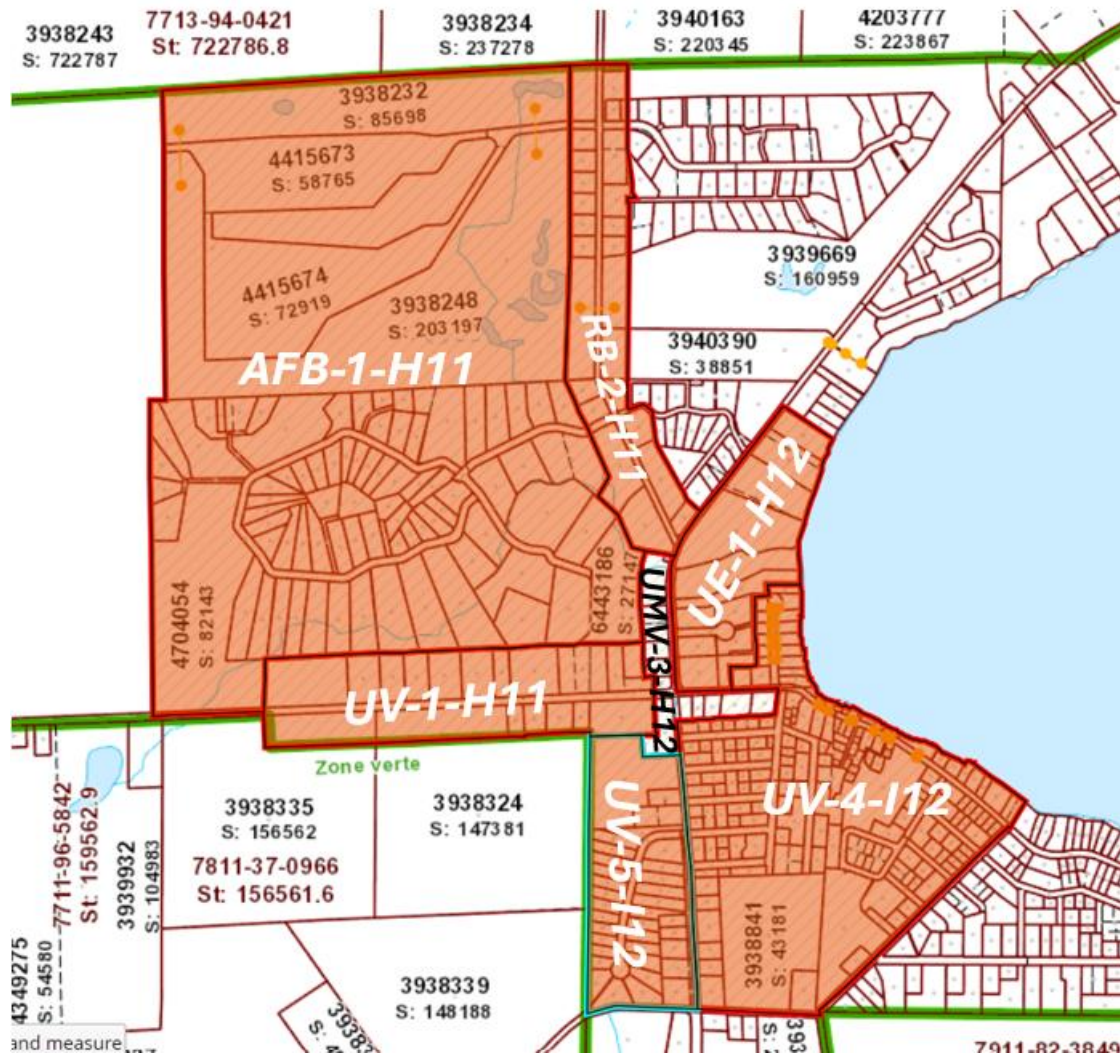 3938243
S: 722787
7713-94-0421
St: 722786.8
3938234
S: 237278
3940163
S: 220345
4203777
S: 223867
3938232
S: 85698
4415673
S: 58765
4415674
S: 72919
3938248
S: 203197
3939669
S: 160959
3940390
S: 38851
AFB-1-H11
RB-2-H11
UE-1-H12
4704054
S: 82143
6443186
S: 27147
UMV-3-H12
UV-1-H11
Zone verte
3938335
S: 156562
7811-37-0966
St: 156561.6
3938324
S: 147381
7711-96-5842
St: 159562.9
3939932
S: 104983
4349275
S: 54580
UV-5-I12
UV-4-I12
3938841
S: 43181
3938339
S: 148188
7911-82-3849
and measure